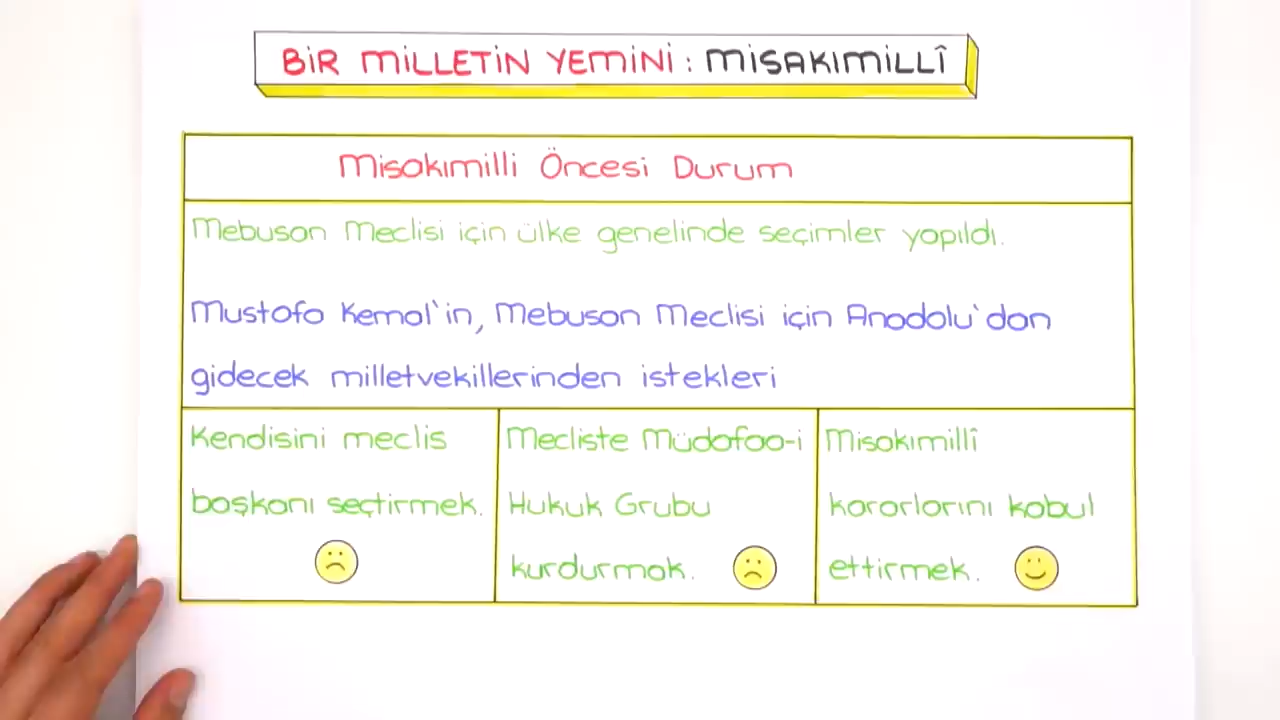 BİR MİLLETİN YEMİNİ : MİSAKIMİLLÎ
Misakımilli Öncesi Durum
Mebusan Meclisi için ülke genelinde seçimler yapıldı.
Mustafa Kemal'in, Mebusan Meclisi için Anadolu'dan
gidecek milletvekillerinden istekleri
Kendisini meclis
başkanı seçtirmek.
Mecliste Müdafaa-i
Hukuk Grubu
kurdurmak.
Misakımillî
kararlarını kabul
ettirmek.